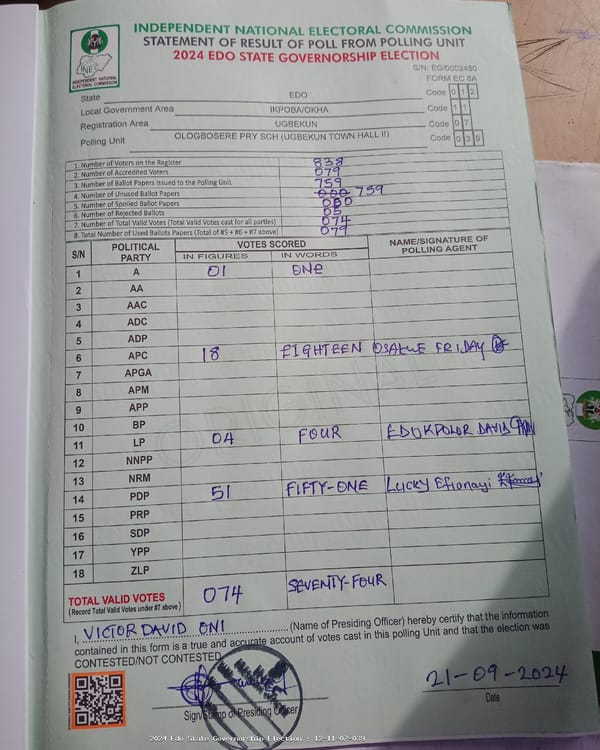 INDEPENDENT NATIONAL ELECTORAL COMMISSION
STATEMENT OF RESULT OF POLL FROM POLLING UNIT
2024 EDO STATE GOVERNORSHIP ELECTION
INEC
INDEPENDENT NATIONAL ELECTORAL COMMISSION
S/N: EG/0002460
FORM EC 8A
State EDO Code 0 1 2
Local Government Area IKPOBA/OKHA Code 1 1
Registration Area UGBEKUN Code 0 7
Polling Unit OLOGBOSERE PRY SCH (UGBEKUN TOWN HALL II) Code 0 3 9
1. Number of Voters on the Register 838
2. Number of Accredited Voters 079
3. Number of Ballot Papers Issued to the Polling Unit 759
4. Number of Unused Ballot Papers 759
5. Number of Spoiled Ballot Papers 000
6. Number of Rejected Ballots 05
7. Number of Total Valid Votes (Total Valid Votes cast for all parties) 074
8. Total Number of Used Ballots Papers (Total of #5 + #6 + #7 above) 079
S/N POLITICAL PARTY VOTES SCORED NAME/SIGNATURE OF POLLING AGENT
IN FIGURES IN WORDS
1 A 01 ONE
2 AA
3 AAC
4 ADC
5 ADP
6 APC 18 EIGHTEEN OSAKUE FRIDAY
7 APGA
8 APM
9 APP
10 BP
11 LP 04 FOUR EDUKPOLOR DAVID
12 NNPP
13 NRM
14 PDP 51 FIFTY-ONE Lucky Efionayi
15 PRP
16 SDP
17 YPP
18 ZLP
TOTAL VALID VOTES 074 SEVENTY-FOUR
(Record Total Valid Votes under #7 above)
I, VICTOR DAVID ONI (Name of Presiding Officer) hereby certify that the information
contained in this form is a true and accurate account of votes cast in this polling Unit and that the election was
CONTESTED/NOT CONTESTED
21-09-2024
Sign/Stamp of Presiding Officer Date
2024 Edo State Governorship Election : 12-11-07-039